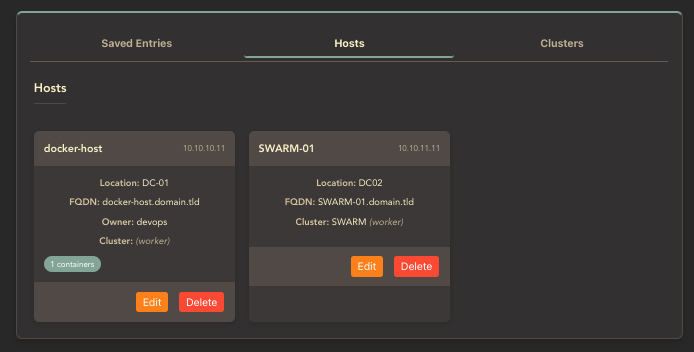 Saved Entries
Hosts
Clusters
Hosts
docker-host 10.10.10.11
Location: DC-01
FQDN: docker-host.domain.tld
Owner: devops
Cluster: (worker)
1 containers
Edit Delete
SWARM-01 10.10.11.11
Location: DC02
FQDN: SWARM-01.domain.tld
Cluster: SWARM (worker)
Edit Delete